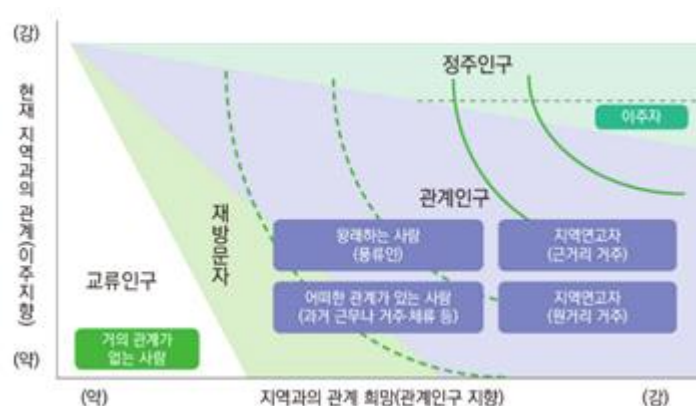 (강)
현재 지역과의 관계(이주지향)
(약)
정주인구
이주자
관계인구
재방문자
왕래하는 사람
(풍류인)
지역연고자
(근거리 거주)
교류인구
어떠한 관계가 있는 사람
(과거 근무나 거주·체류 등)
지역연고자
(원거리 거주)
거의 관계가
없는 사람
(약)
지역과의 관계 희망(관계인구 지향)
(강)